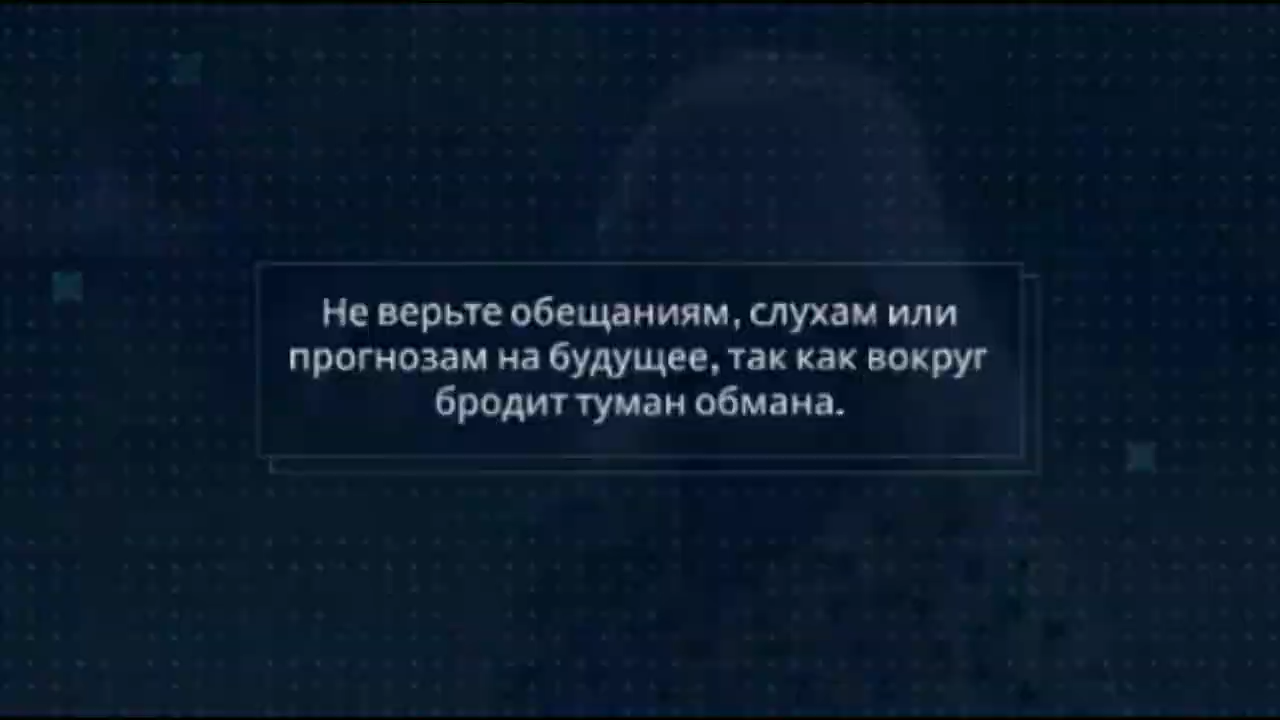 Не верьте обещаниям, слухам или
прогнозам на будущее, так как вокруг
бродит туман обмана.